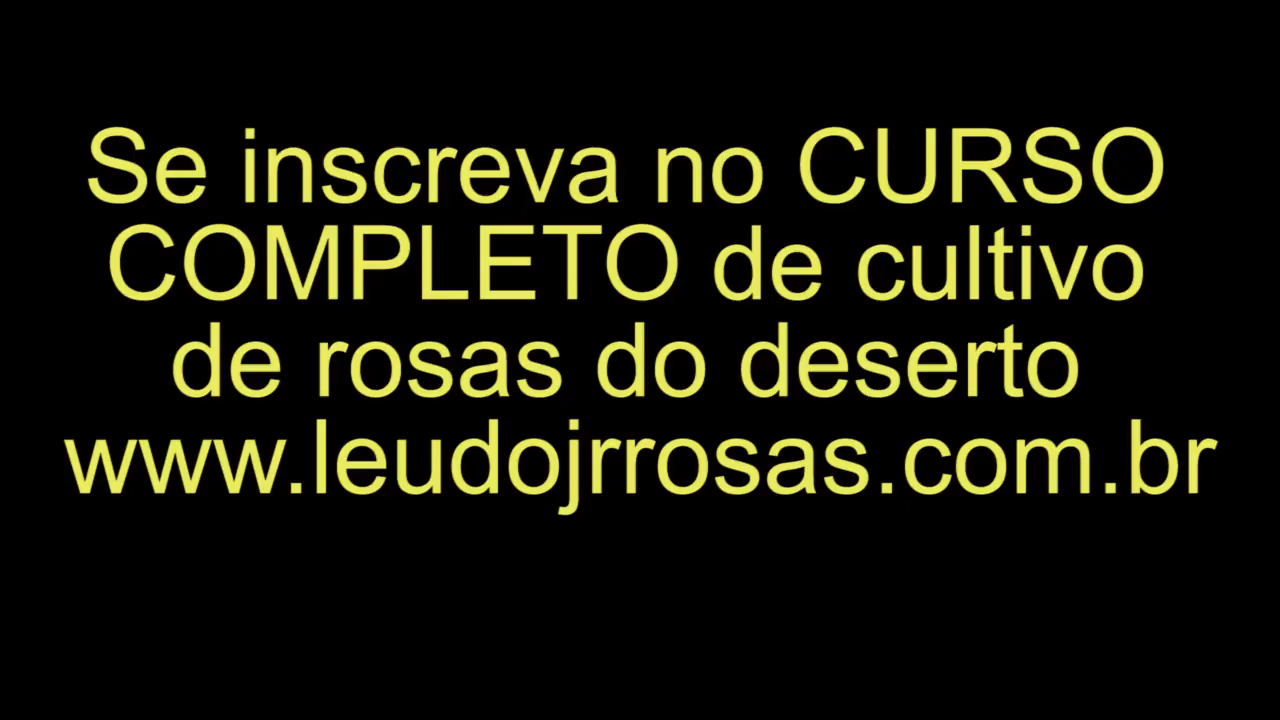 Se inscreva no CURSO
COMPLETO de cultivo
de rosas do deserto
www.leudojrrosas.com.br